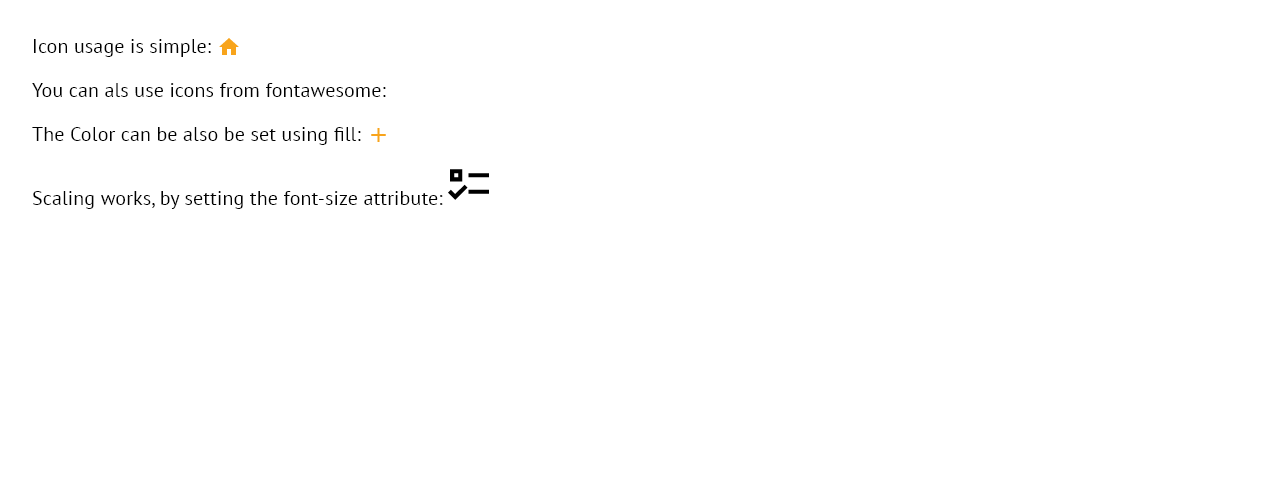 Icon usage is simple:
You can als use icons from fontawesome:
The Color can be also be set using fill:
Scaling works, by setting the font-size attribute: